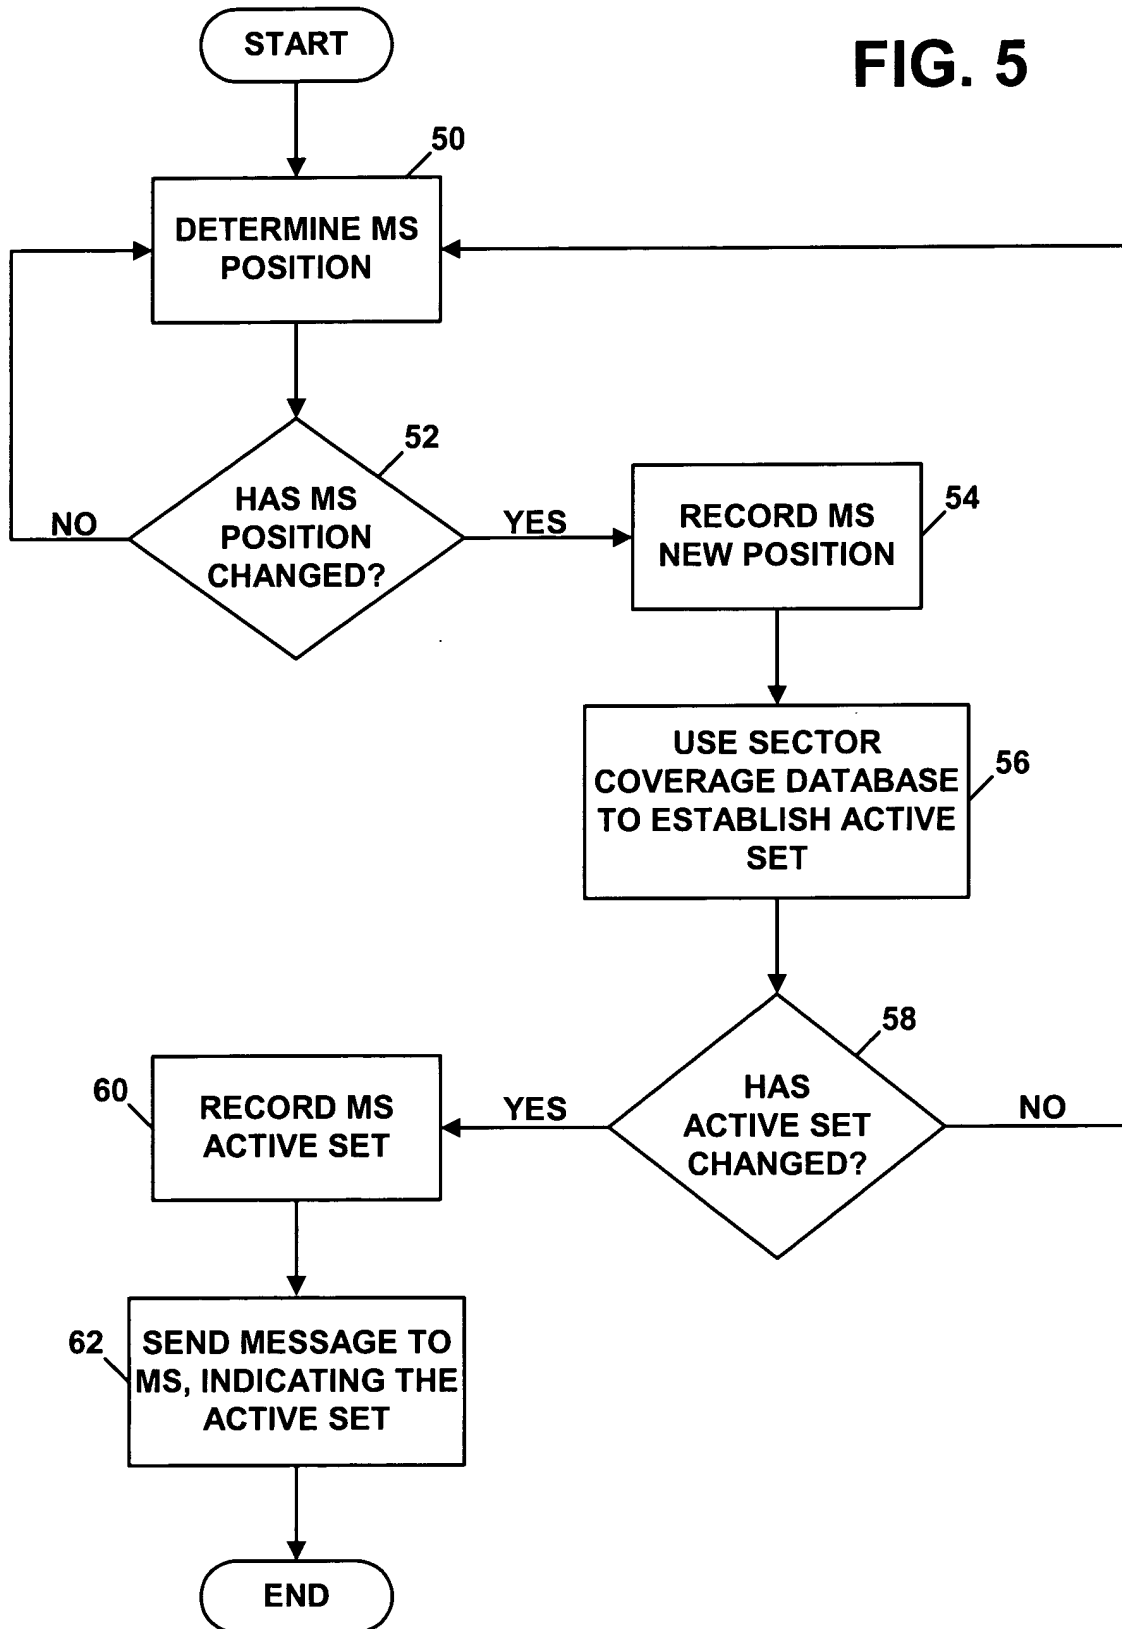 START
FIG. 5
50
DETERMINE MS
POSITION
52
HAS MS
POSITION
CHANGED?
NO
YES
54
RECORD MS
NEW POSITION
56
USE SECTOR
COVERAGE DATABASE
TO ESTABLISH ACTIVE
SET
58
HAS
ACTIVE SET
CHANGED?
NO
YES
60
RECORD MS
ACTIVE SET
62
SEND MESSAGE TO
MS, INDICATING THE
ACTIVE SET
END